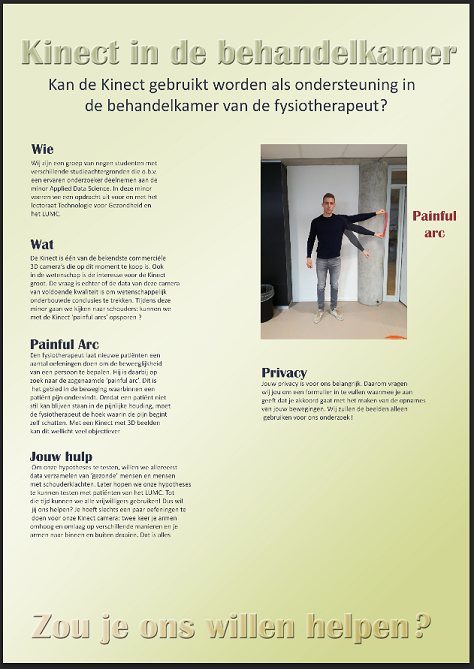 Kinect in de behandelkamer
Kan de Kinect gebruikt worden als ondersteuning in
de behandelkamer van de fysiotherapeut?
Wie
Wij zijn een groep van negen studenten met
verschillende studieachtergronden die o.b.v.
een ervaren onderzoeker deelnemen aan de
minor Applied Data Science. In deze minor
voeren we een opdracht uit voor en met het
lectoraat Technologie voor Gezondheid en
het LUMC.
Wat
De Kinect is één van de bekendste commerciële
3D camera's die op dit moment te koop is. Ook
in de wetenschap is de interesse voor de Kinect
groot. De vraag is echter of de data van deze camera
van voldoende kwaliteit is om wetenschappelijk
onderbouwde conclusies te trekken. Tijdens deze
minor gaan we kijken naar schouders: kunnen we
met de Kinect 'painful arcs' opsporen ?
Painful Arc
Een fysiotherapeut laat nieuwe patiënten een
aantal oefeningen doen om de beweeglijkheid
van een persoon te bepalen. Hij is daarbij op
zoek naar de zogenaamde 'painful arc'. Dit is
het gebied in de beweging waarbinnen een
patiënt pijn ondervindt. Omdat een patiënt niet
stil kan blijven staan in de pijnlijke houding, moet
de fysiotherapeut de hoek waarin de pijn begint
zelf schatten. Met een Kinect met 3D beelden
kan dit wellicht veel objectiever
Jouw hulp
Om onze hypotheses te testen, willen we allereerst
data verzamelen van 'gezonde' mensen en mensen
met schouderklachten. Later hopen we onze hypotheses
te kunnen testen met patiënten van het LUMC. Tot
die tijd kunnen we alle vrijwilligers gebruiken! Dus wil
jij ons helpen? Je hoeft slechts een paar oefeningen te
doen voor onze Kinect camera: twee keer je armen
omhoog en omlaag op verschillende manieren en je
armen naar binnen en buiten draaien. Dat is alles
Painful
arc
Privacy
Jouw privacy is voor ons belangrijk. Daarom vragen
wij jou om een formulier in te vullen wanneer je aan
geeft dat je akkoord gaat met het maken van de opnames
van jouw bewegingen. Wij zullen de beelden alleen
gebruiken voor ons onderzoek!
Zou je ons willen helpen?